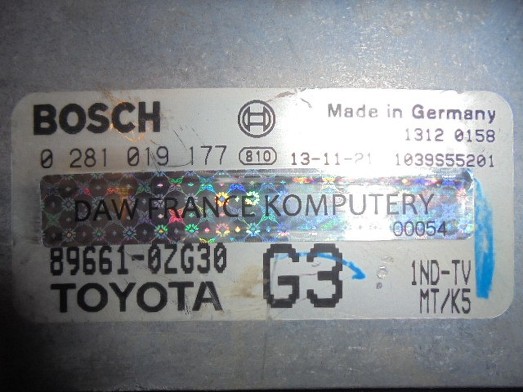 BOSCH Made in Germany
1312 0158
0 281 019 177 810 13-11-21 1039S55201
DAW FRANCE KOMPUTERY
00054
89661-0ZG30 G3 1ND-TV
TOYOTA MT/K5